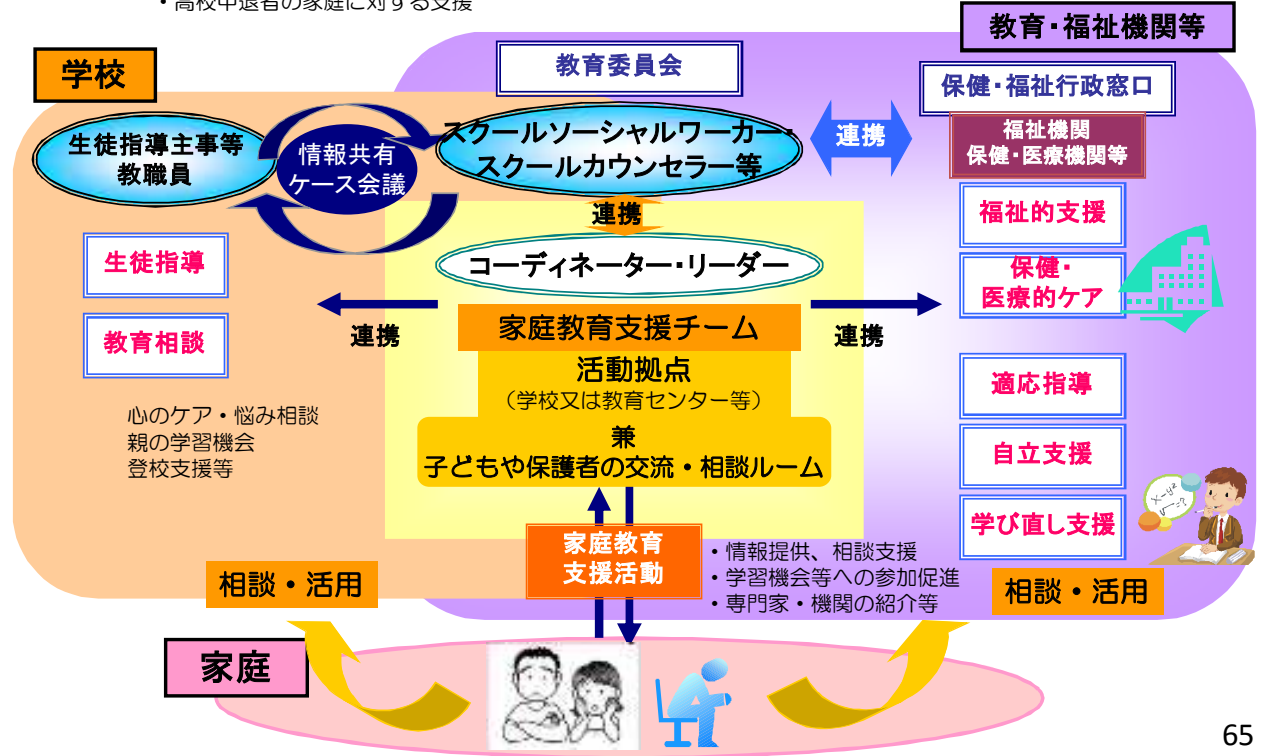 ・高校中退者の家庭に対する支援
教育・福祉機関等
学校
教育委員会
保健・福祉行政窓口
生徒指導主事等
教職員
情報共有
ケース会議
スクールソーシャルワーカー・
スクールカウンセラー等
連携
福祉機関
保健・医療機関等
連携
福祉的支援
生徒指導
コーディネーター・リーダー
保健・
医療的ケア
教育相談
連携
家庭教育支援チーム
連携
活動拠点
（学校又は教育センター等）
適応指導
心のケア・悩み相談
親の学習機会
登校支援等
兼
子どもや保護者の交流・相談ルーム
自立支援
学び直し支援
x-y²
√=?
家庭教育
支援活動
・情報提供、相談支援
・学習機会等への参加促進
・専門家・機関の紹介等
相談・活用
相談・活用
家庭
65